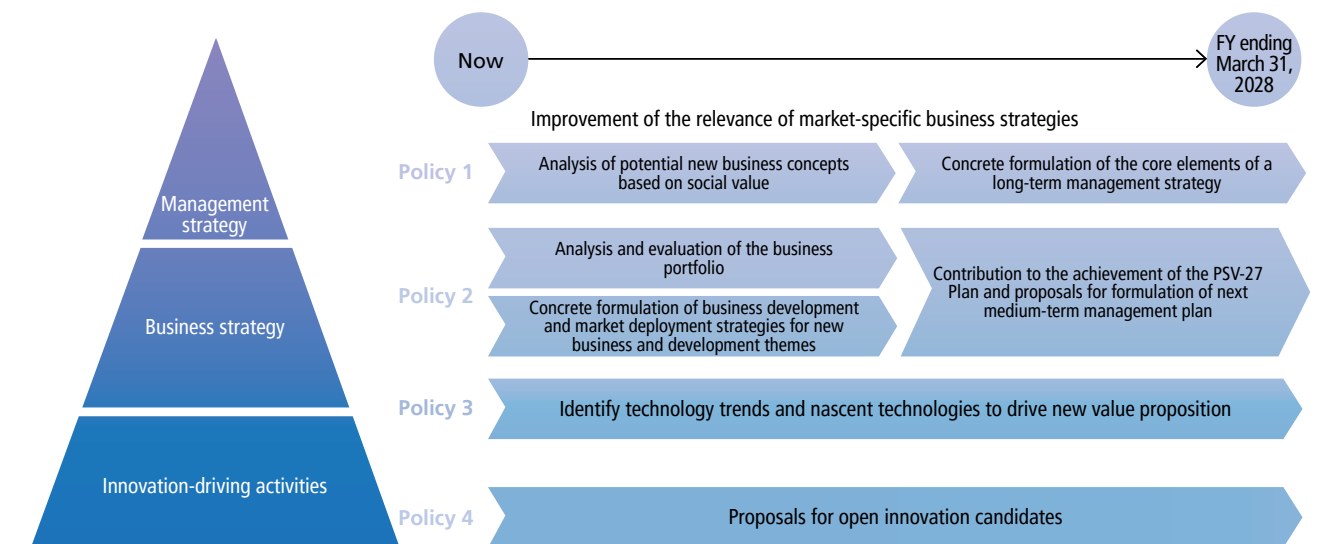 Now
FY ending
March 31,
2028
Improvement of the relevance of market-specific business strategies
Management
strategy
Business strategy
Innovation-driving activities
Policy 1
Analysis of potential new business concepts
based on social value
Concrete formulation of the core elements of a
long-term management strategy
Policy 2
Analysis and evaluation of the business
portfolio
Concrete formulation of business development
and market deployment strategies for new
business and development themes
Contribution to the achievement of the PSV-27
Plan and proposals for formulation of next
medium-term management plan
Policy 3
Identify technology trends and nascent technologies to drive new value proposition
Policy 4
Proposals for open innovation candidates